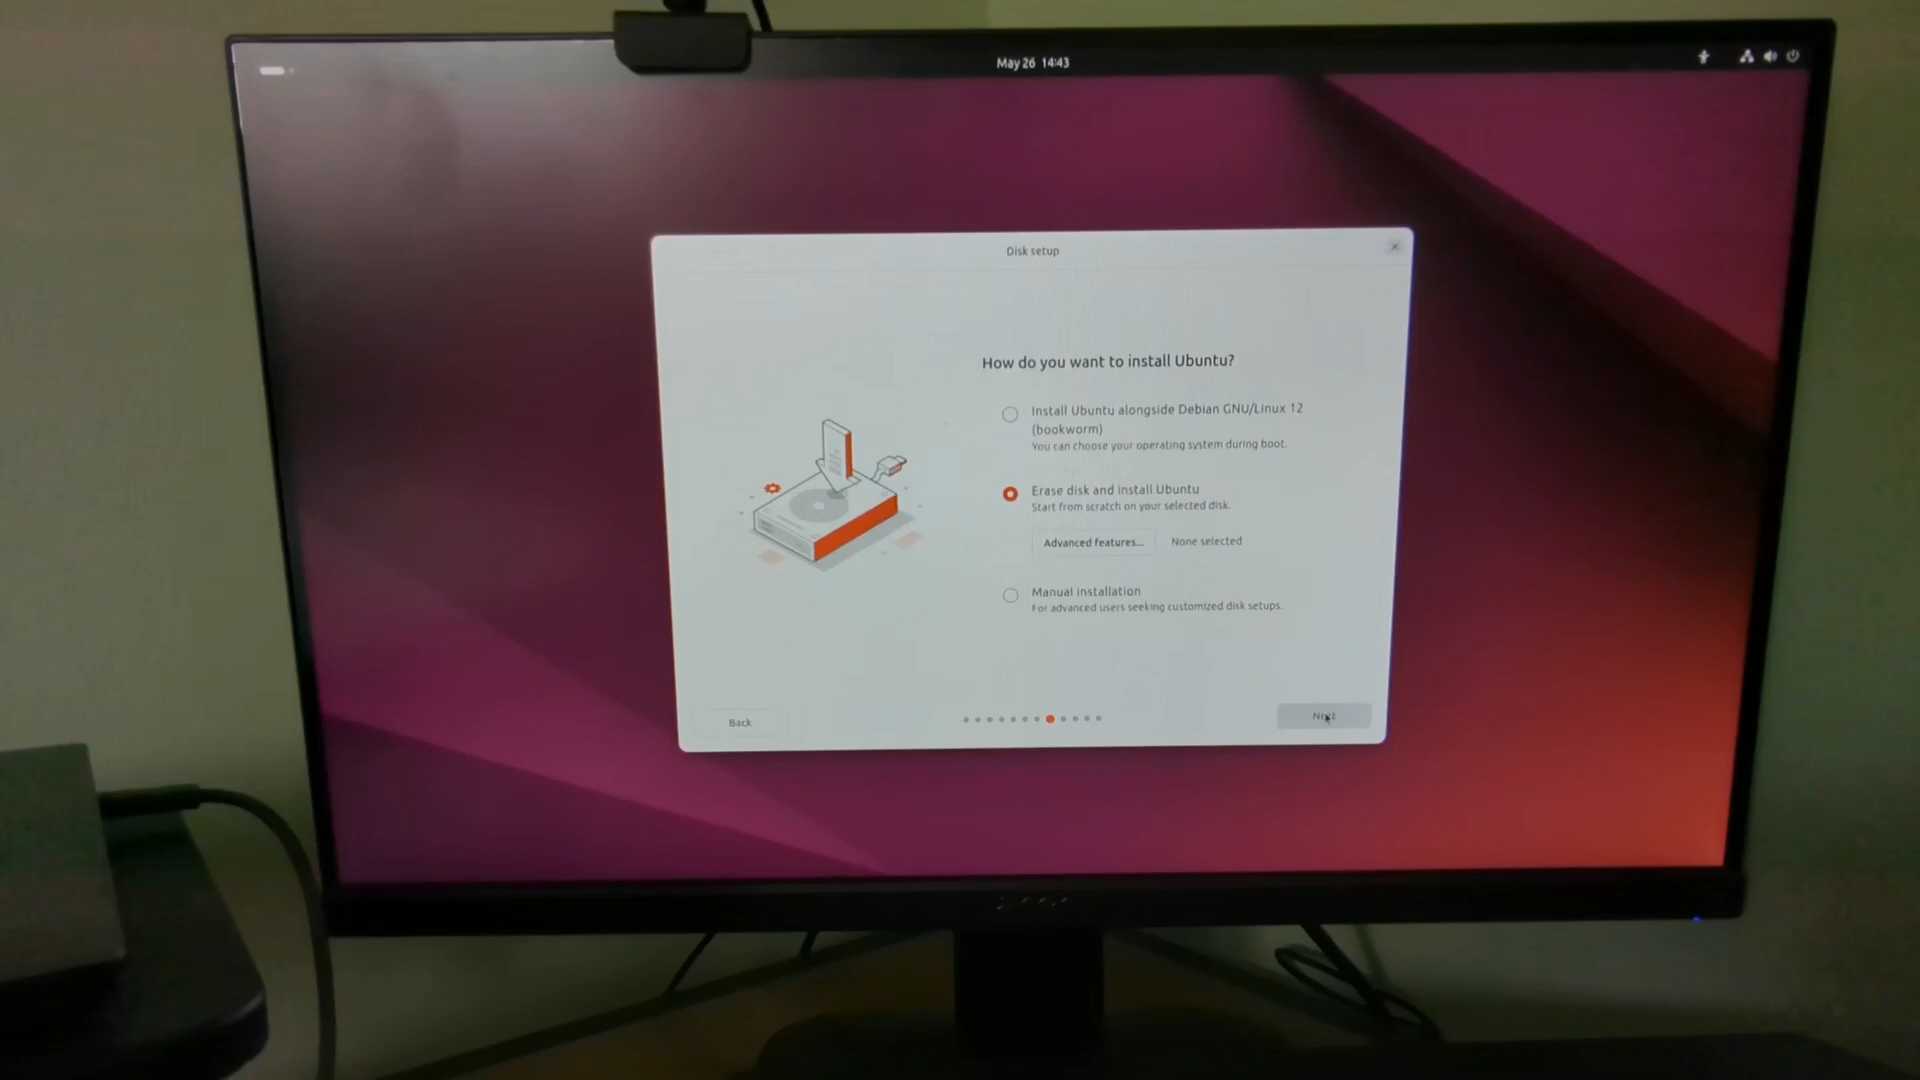 May 26 14:43
Disk setup
How do you want to install Ubuntu?
Install Ubuntu alongside Debian GNU/Linux 12
(bookworm)
You can choose your operating system during boot.
Erase disk and install Ubuntu
Start from scratch on your selected disk.
Advanced features... None selected
Manual installation
For advanced users seeking customized disk setups.
Back
Next